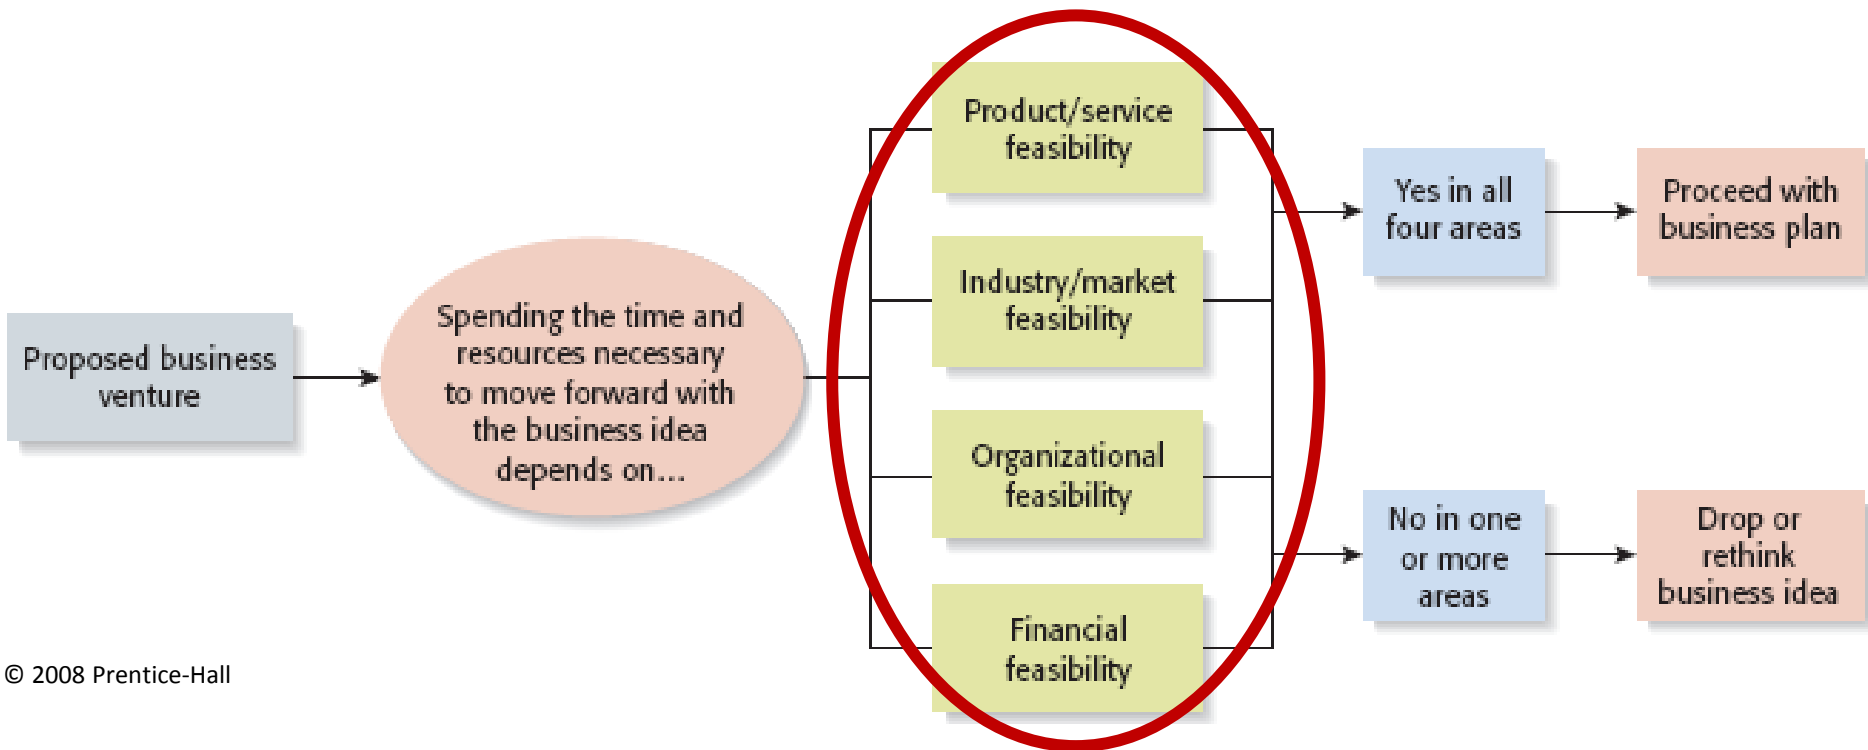 Proposed business
venture
Spending the time and
resources necessary
to move forward with
the business idea
depends on...
Product/service
feasibility
Industry/market
feasibility
Organizational
feasibility
Financial
feasibility
Yes in all
four areas
Proceed with
business plan
No in one
or more
areas
Drop or
rethink
business idea
© 2008 Prentice-Hall